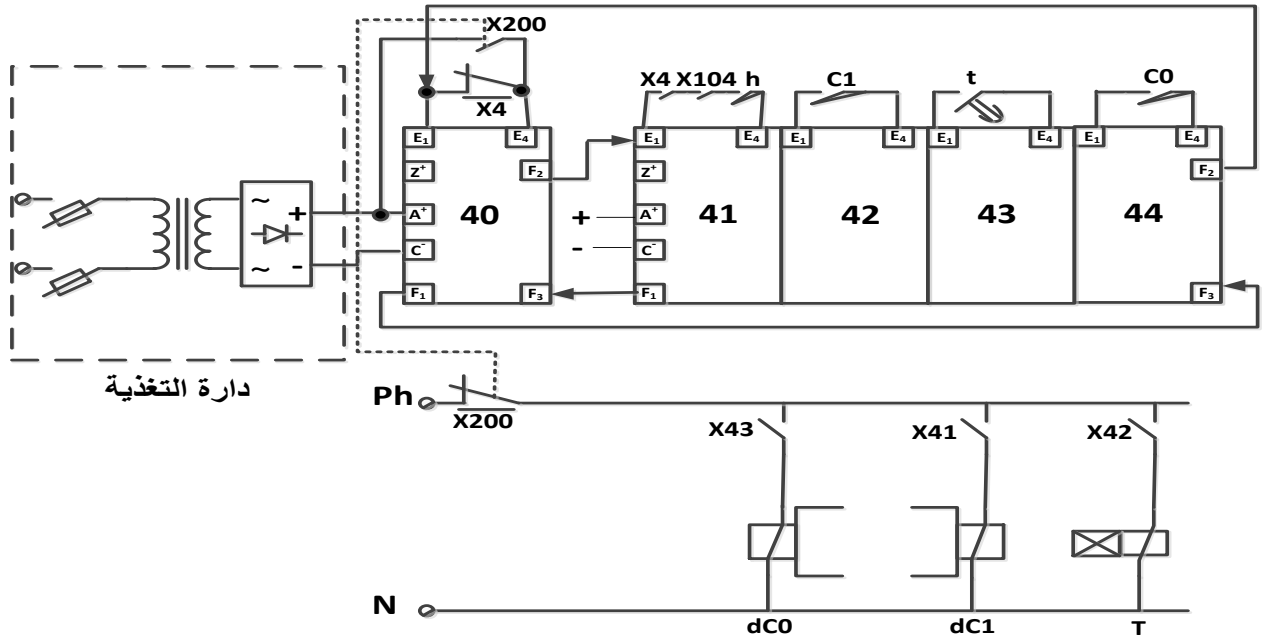 X200
X4
X4 X104 h
C1
t
C0
E₁ E₄ E₁ E₄ E₁ E₄ E₁ E₄ E₁ E₄
F₂ F₂
Z⁺ Z⁺
~ + A⁺ 40 + A⁺ 41 42 43 44
~ - C⁻ - C⁻
F₁ F₃ F₁ F₃
دارة التغذية
Ph
X200
X43 X41 X42
N
dC0 dC1 T